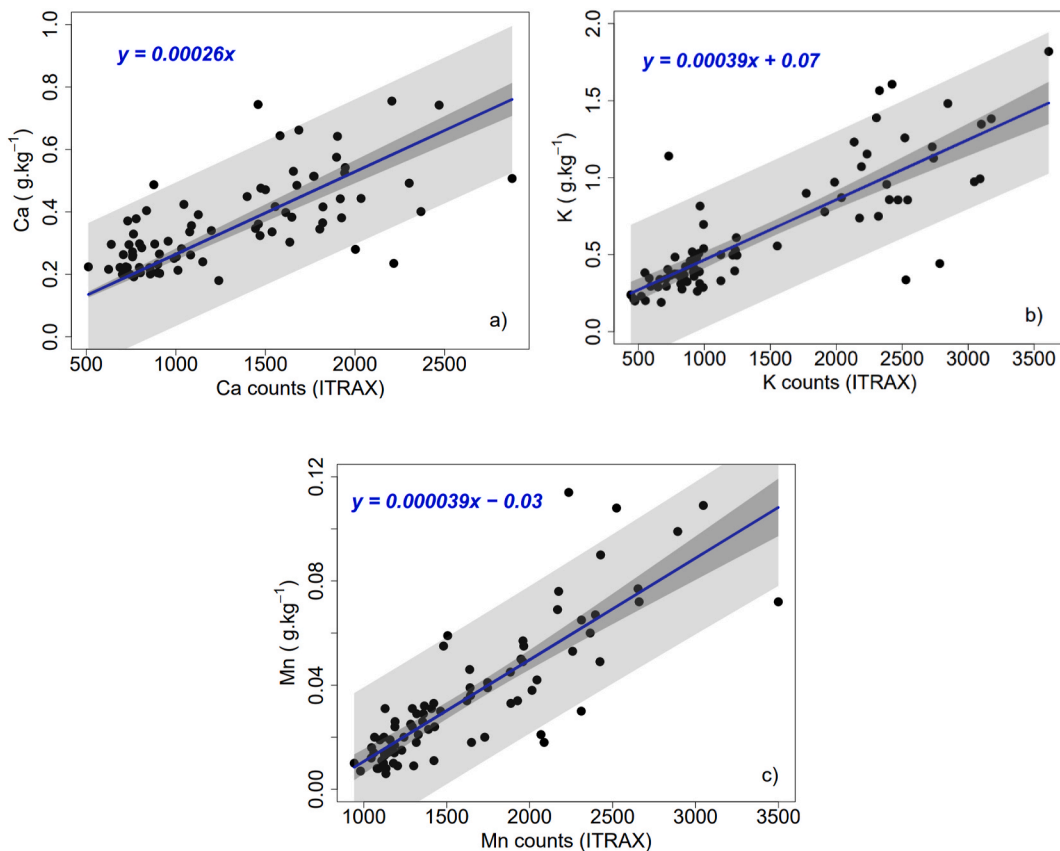 y = 0.00026x
Ca ( g.kg⁻¹)
0.0 0.2 0.4 0.6 0.8 1.0
a)
500 1000 1500 2000 2500
Ca counts (ITRAX)
y = 0.00039x + 0.07
K (g.kg⁻¹)
0.0 0.5 1.0 1.5 2.0
b)
500 1000 1500 2000 2500 3000 3500
K counts (ITRAX)
y = 0.000039x − 0.03
Mn ( g.kg⁻¹)
0.00 0.04 0.08 0.12
c)
1000 1500 2000 2500 3000 3500
Mn counts (ITRAX)